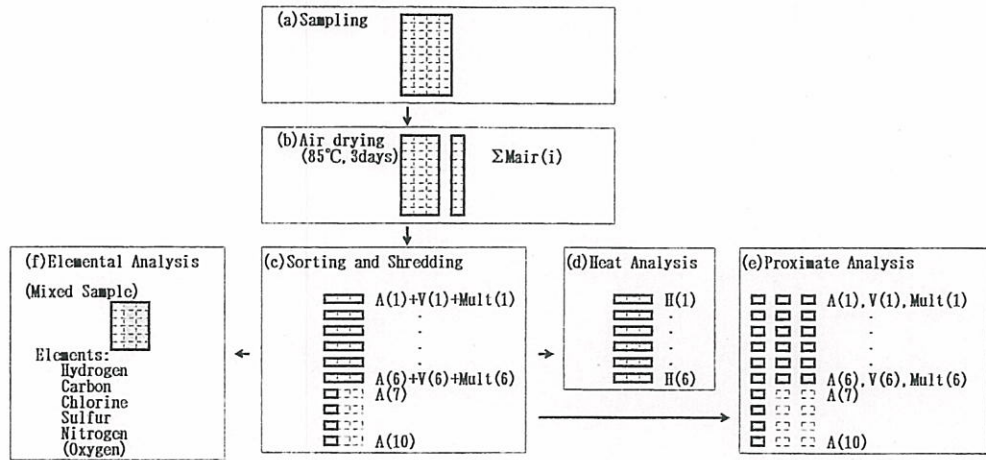 (a)Sampling
(b)Air drying
(85℃, 3days)
ΣMair(i)
(f)Elemental Analysis
(Mixed Sample)
Elements:
Hydrogen
Carbon
Chlorine
Sulfur
Nitrogen
(Oxygen)
(c)Sorting and Shredding
A(1)+V(1)+Mult(1)
A(6)+V(6)+Mult(6)
A(7)
A(10)
(d)Heat Analysis
H(1)
H(6)
(e)Proximate Analysis
A(1),V(1),Mult(1)
A(6),V(6),Mult(6)
A(7)
A(10)